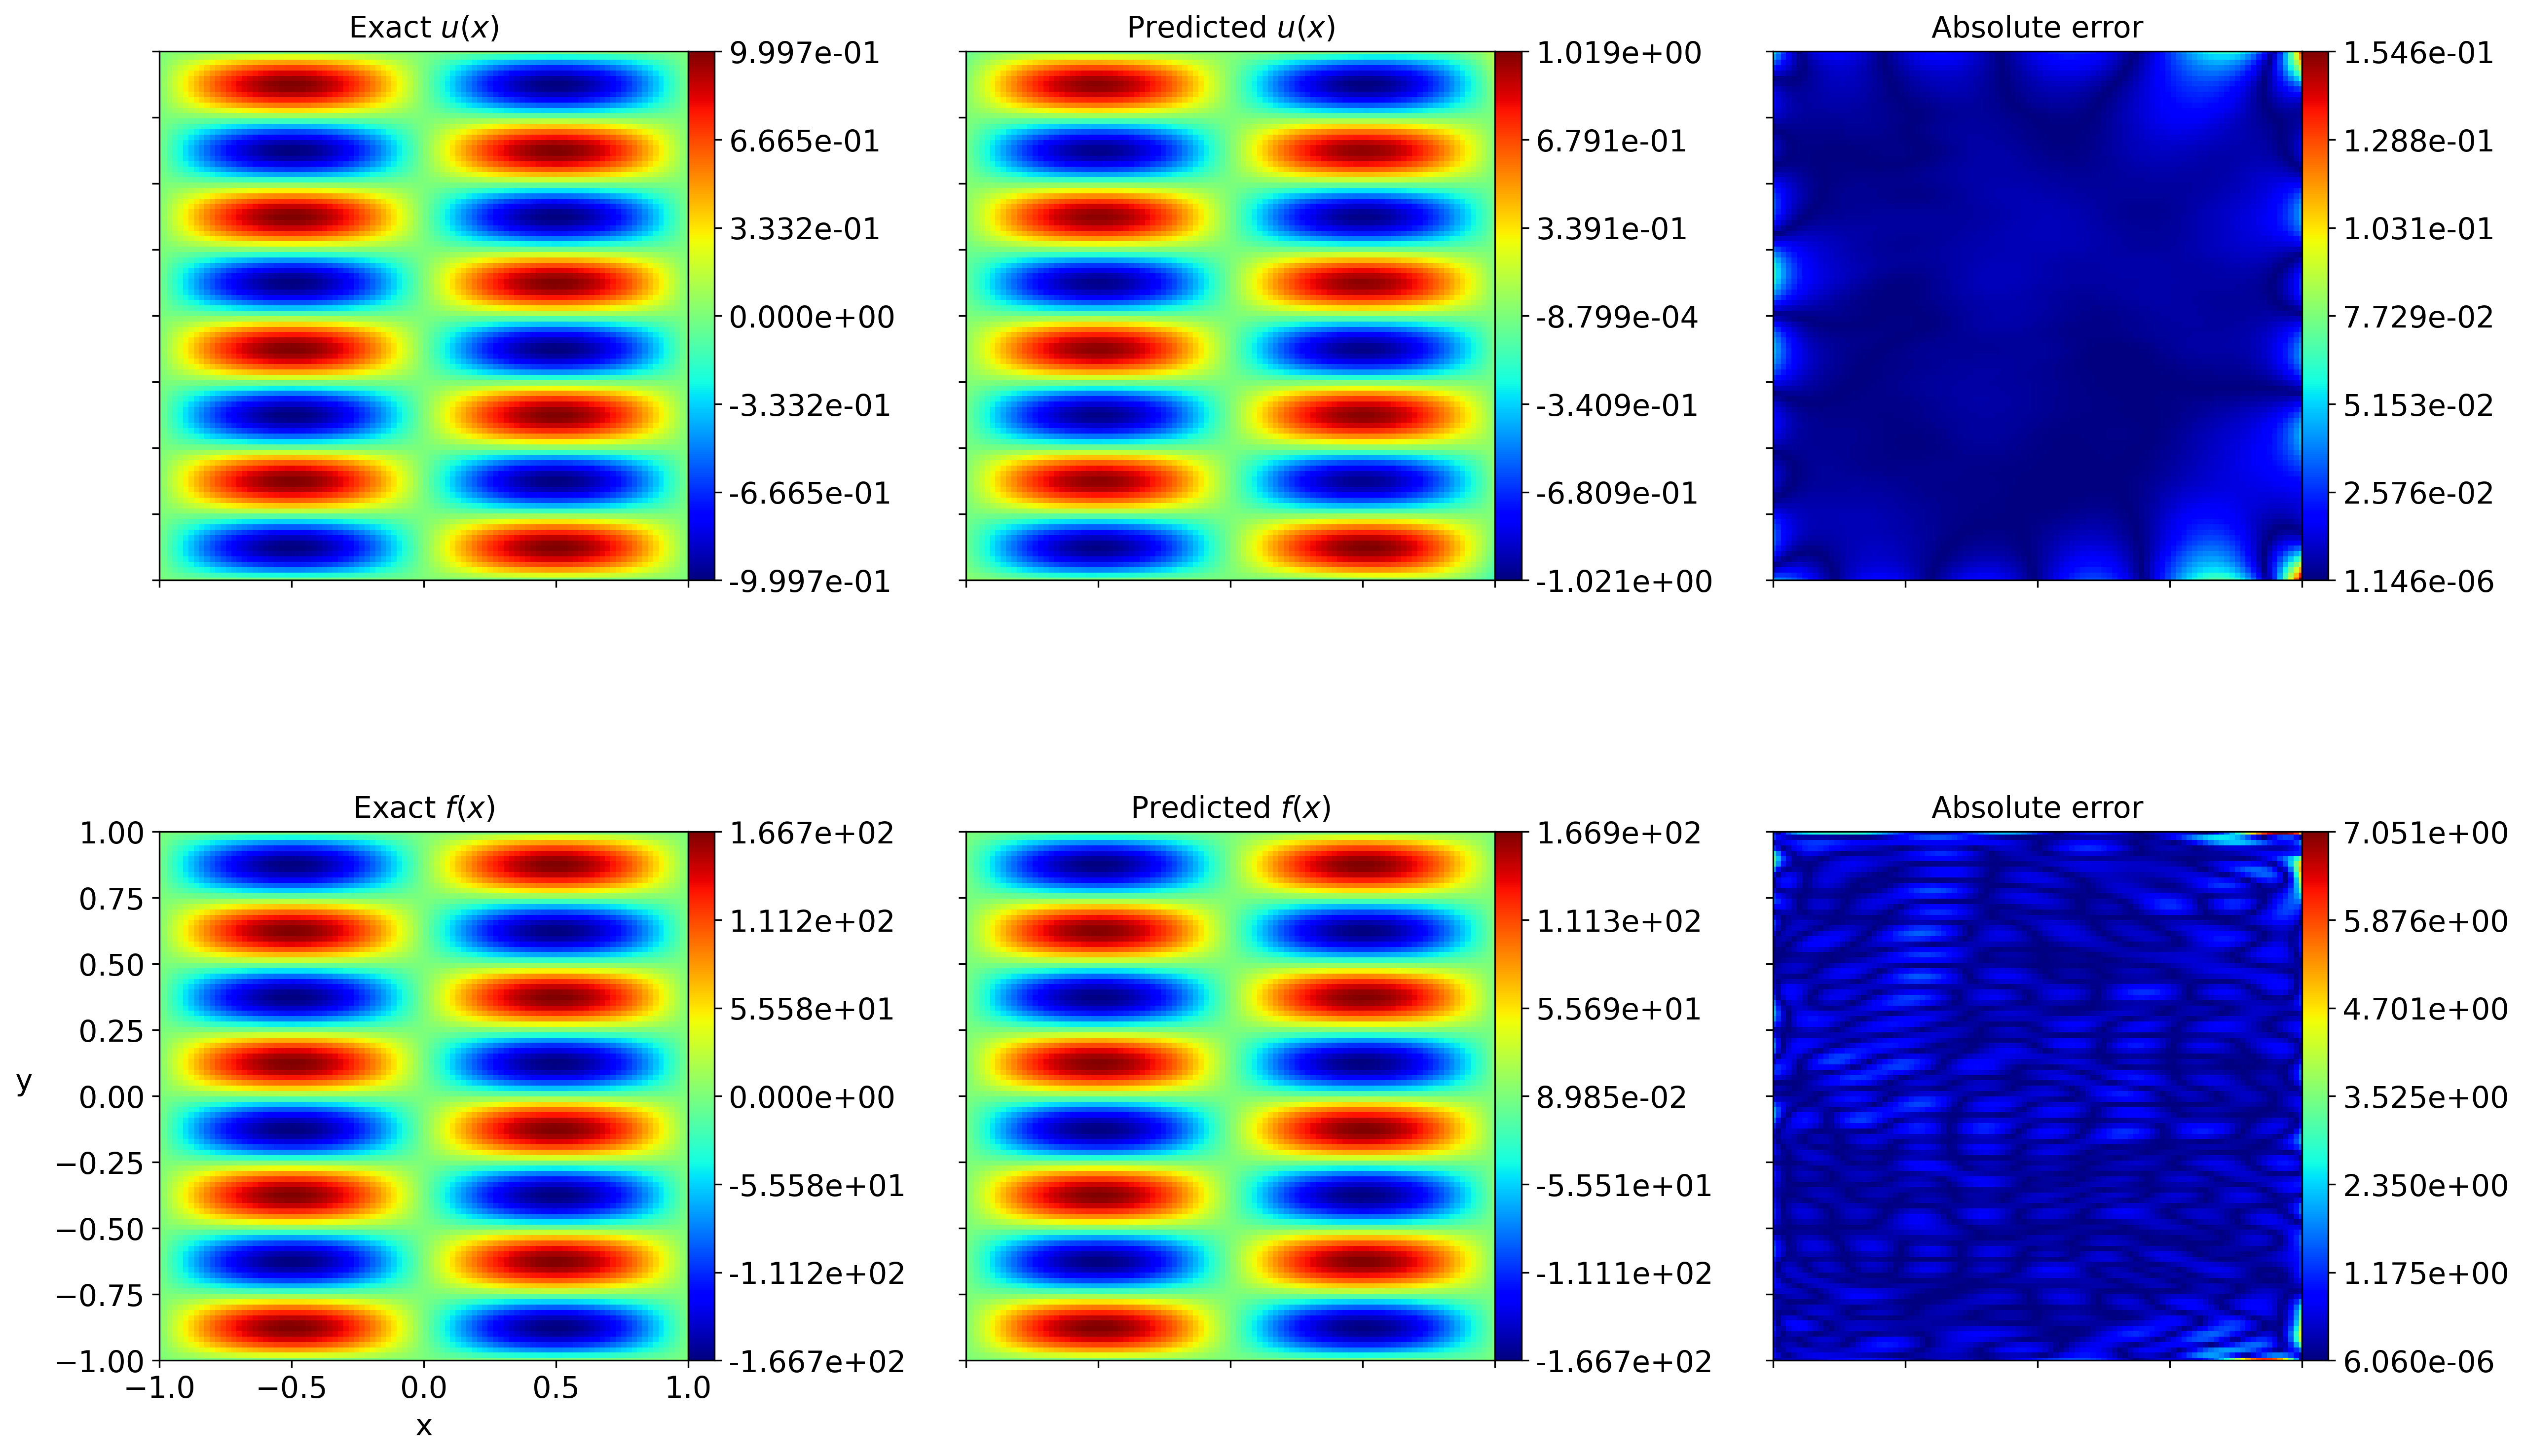 Exact u(x)
9.997e-01
6.665e-01
3.332e-01
0.000e+00
-3.332e-01
-6.665e-01
-9.997e-01
Predicted u(x)
1.019e+00
6.791e-01
3.391e-01
-8.799e-04
-3.409e-01
-6.809e-01
-1.021e+00
Absolute error
1.546e-01
1.288e-01
1.031e-01
7.729e-02
5.153e-02
2.576e-02
1.146e-06
Exact f(x)
1.00
0.75
0.50
0.25
0.00
−0.25
−0.50
−0.75
−1.00
y
−1.0
−0.5
0.0
0.5
1.0
x
1.667e+02
1.112e+02
5.558e+01
0.000e+00
-5.558e+01
-1.112e+02
-1.667e+02
Predicted f(x)
1.669e+02
1.113e+02
5.569e+01
8.985e-02
-5.551e+01
-1.111e+02
-1.667e+02
Absolute error
7.051e+00
5.876e+00
4.701e+00
3.525e+00
2.350e+00
1.175e+00
6.060e-06